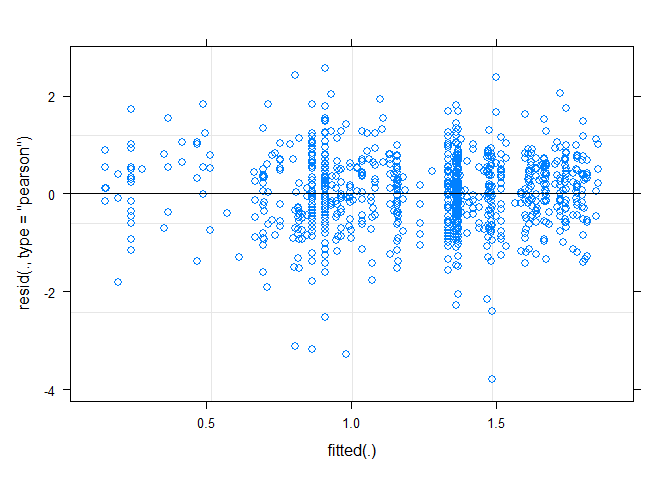 resid(., type = "pearson")
2
0
-2
-4
0.5 1.0 1.5
fitted(.)